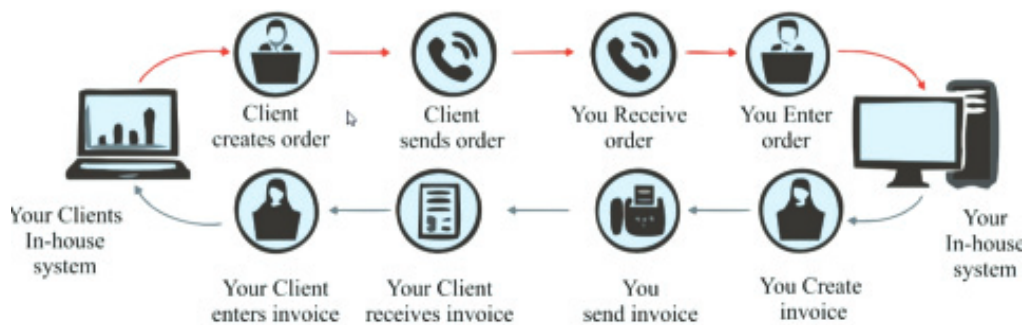 Client
creates order
Client
sends order
You Receive
order
You Enter
order
Your Clients
In-house
system
Your
In-house
system
Your Client
enters invoice
Your Client
receives invoice
You
send invoice
You Create
invoice